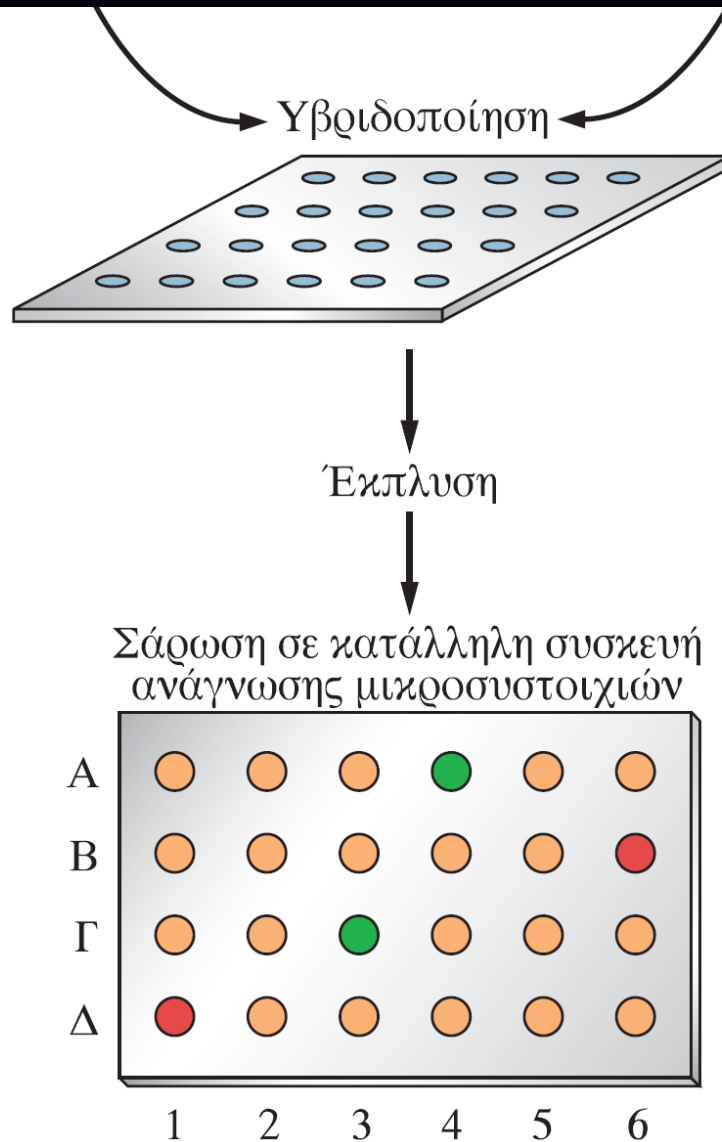 Υβριδοποίηση
Έκπλυση
Σάρωση σε κατάλληλη συσκευή
ανάγνωσης μικροσυστοιχιών
Α
Β
Γ
Δ
1 2 3 4 5 6